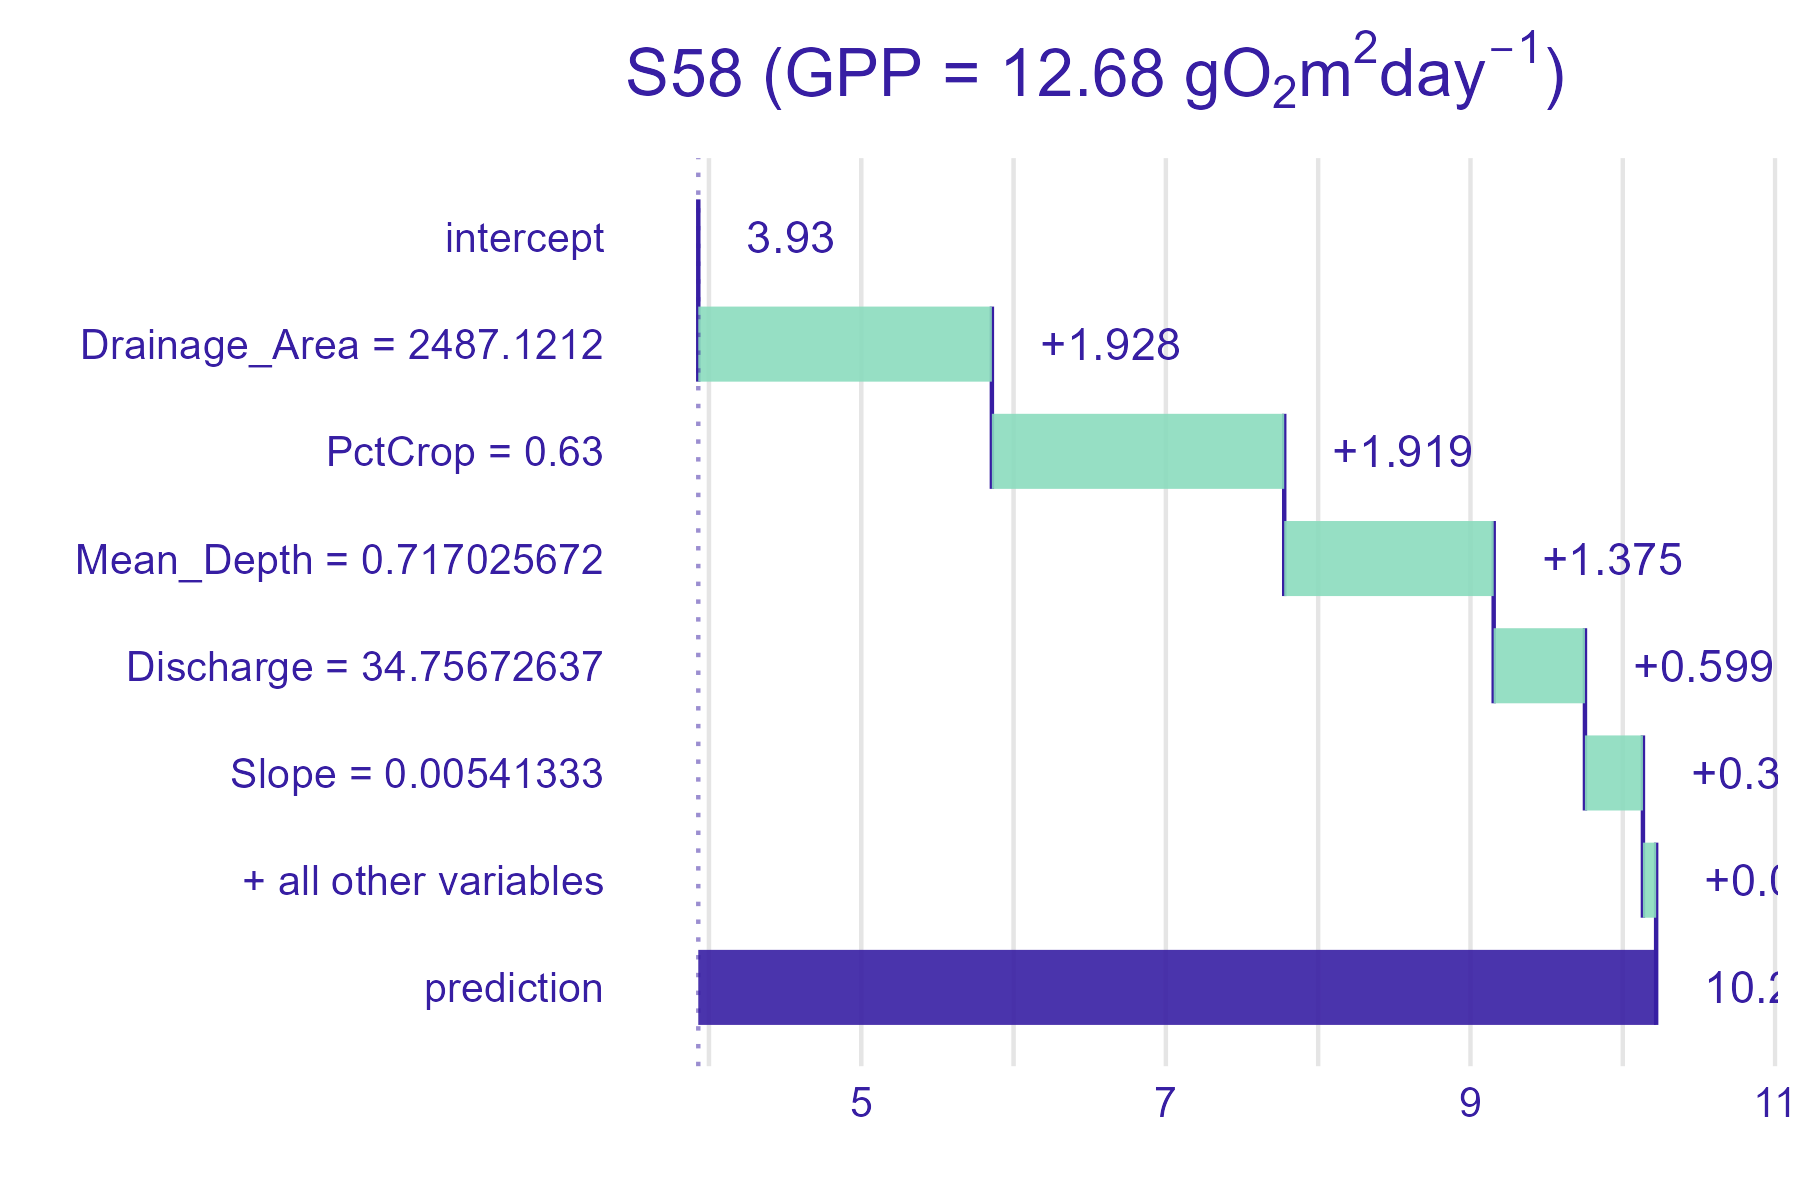 S58 (GPP = 12.68 gO₂m²day⁻¹)
intercept 3.93
Drainage_Area = 2487.1212 +1.928
PctCrop = 0.63 +1.919
Mean_Depth = 0.717025672 +1.375
Discharge = 34.75672637 +0.599
Slope = 0.00541333 +0.3
+ all other variables
prediction
5 7 9 11